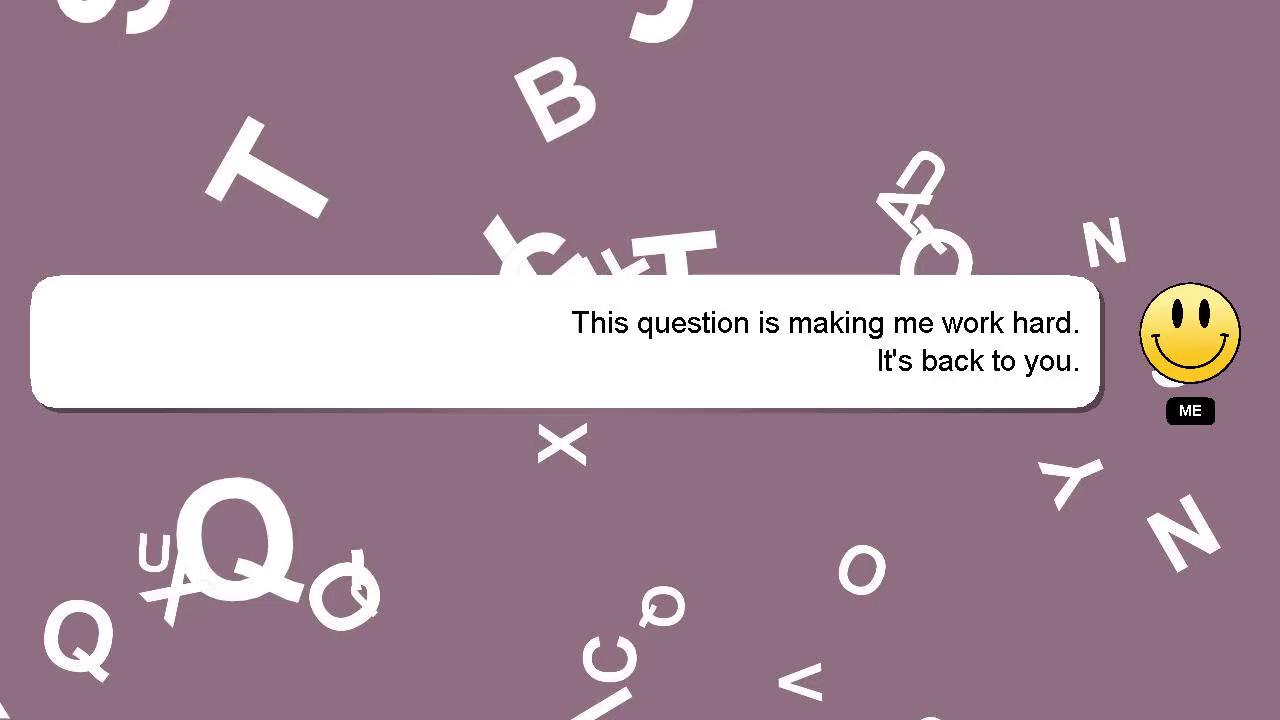 T
B
A
N
T
This question is making me work hard.
It's back to you.
ME
X
Y
N
U
Q
Q
O
Q
Q
C
V